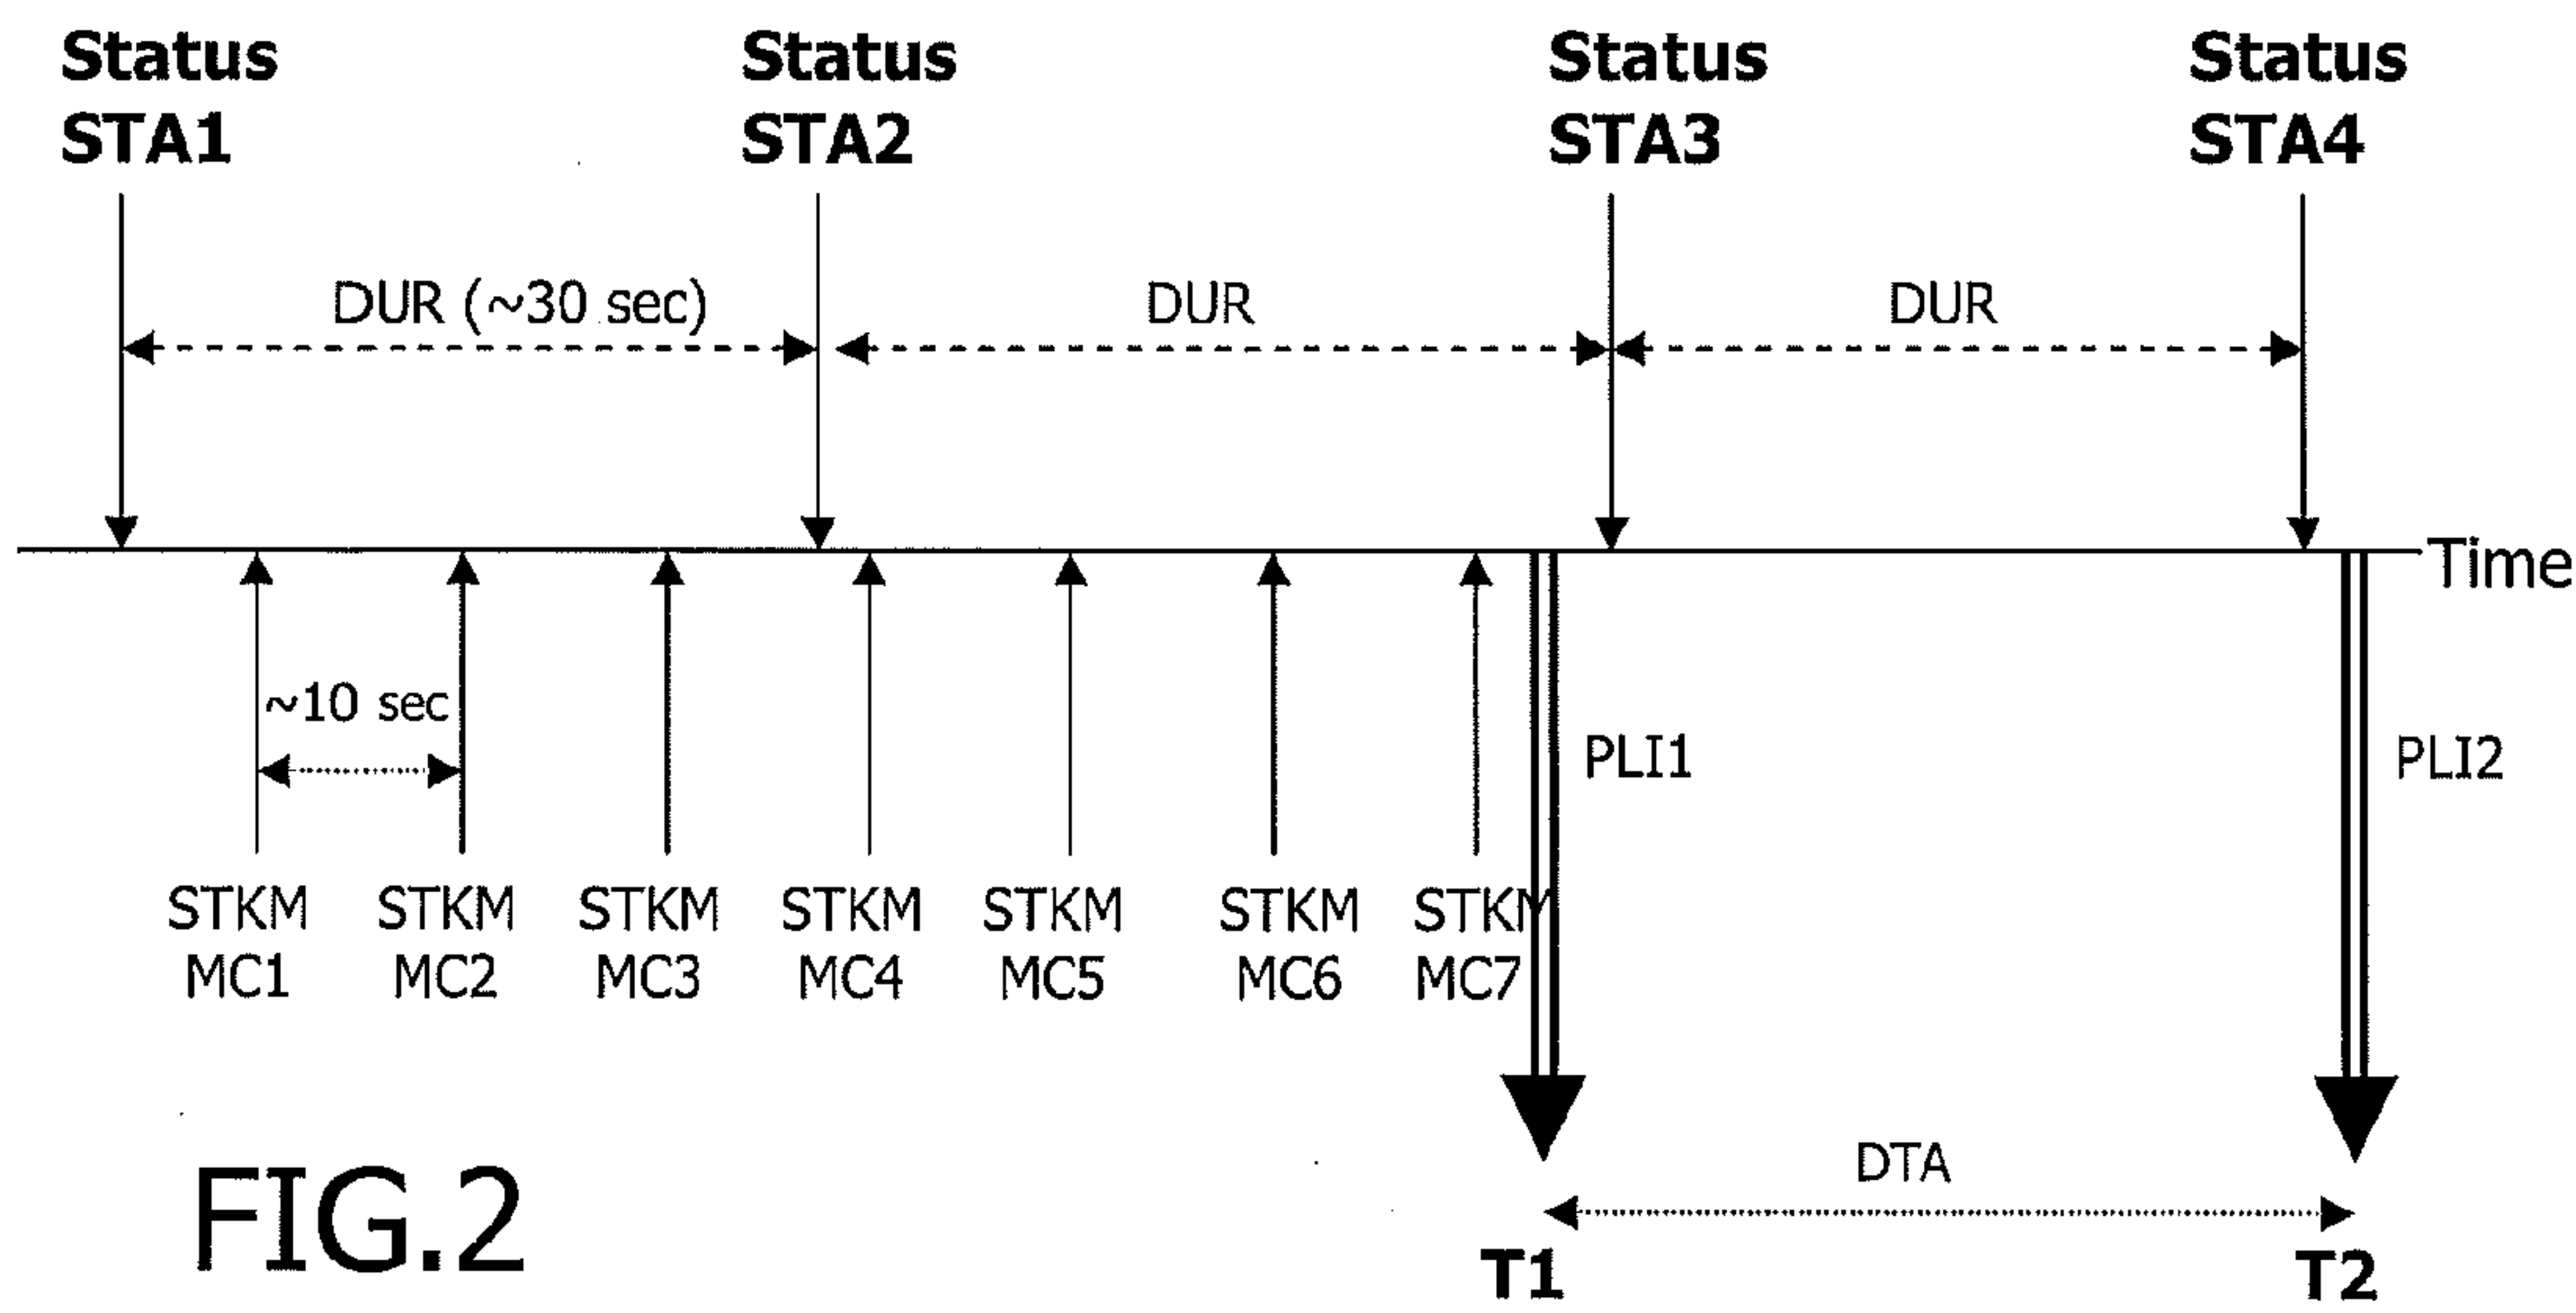 Status STA1
Status STA2
Status STA3
Status STA4
DUR (~30 sec)
DUR
DUR
Time
~10 sec
PLI1
PLI2
STKM MC1
STKM MC2
STKM MC3
STKM MC4
STKM MC5
STKM MC6
STKM MC7
DTA
T1
T2
FIG.2